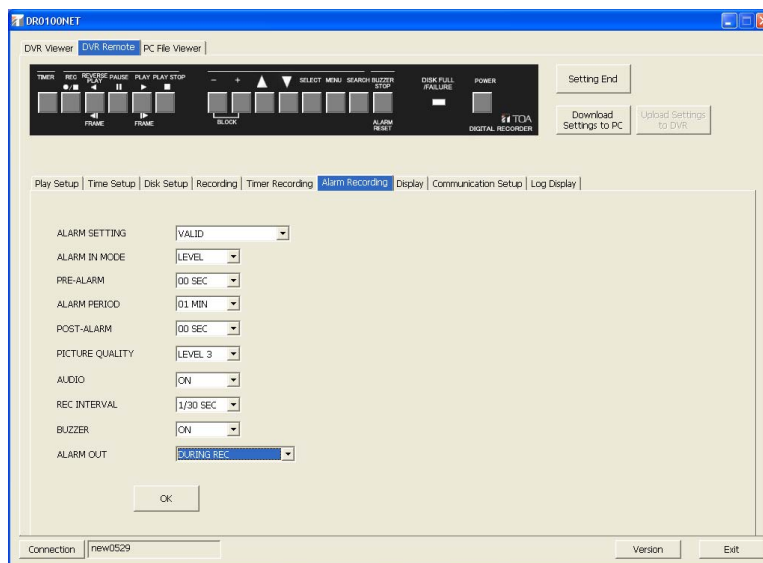 DR0100NET
DVR Viewer DVR Remote PC File Viewer
TIMER REC REVERSE PLAY PAUSE PLAY PLAY STOP - + SELECT MENU SEARCH BUZZER STOP DISK FULL /FAILURE POWER
FRAME FRAME BLOCK ALARM RESET TOA DIGITAL RECORDER
Setting End
Download Settings to PC
Upload Settings to DVR
Play Setup Time Setup Disk Setup Recording Timer Recording Alarm Recording Display Communication Setup Log Display
ALARM SETTING VALID
ALARM IN MODE LEVEL
PRE-ALARM 00 SEC
ALARM PERIOD 01 MIN
POST-ALARM 00 SEC
PICTURE QUALITY LEVEL 3
AUDIO ON
REC INTERVAL 1/30 SEC
BUZZER ON
ALARM OUT DURING REC
OK
Connection new0529 Version Exit